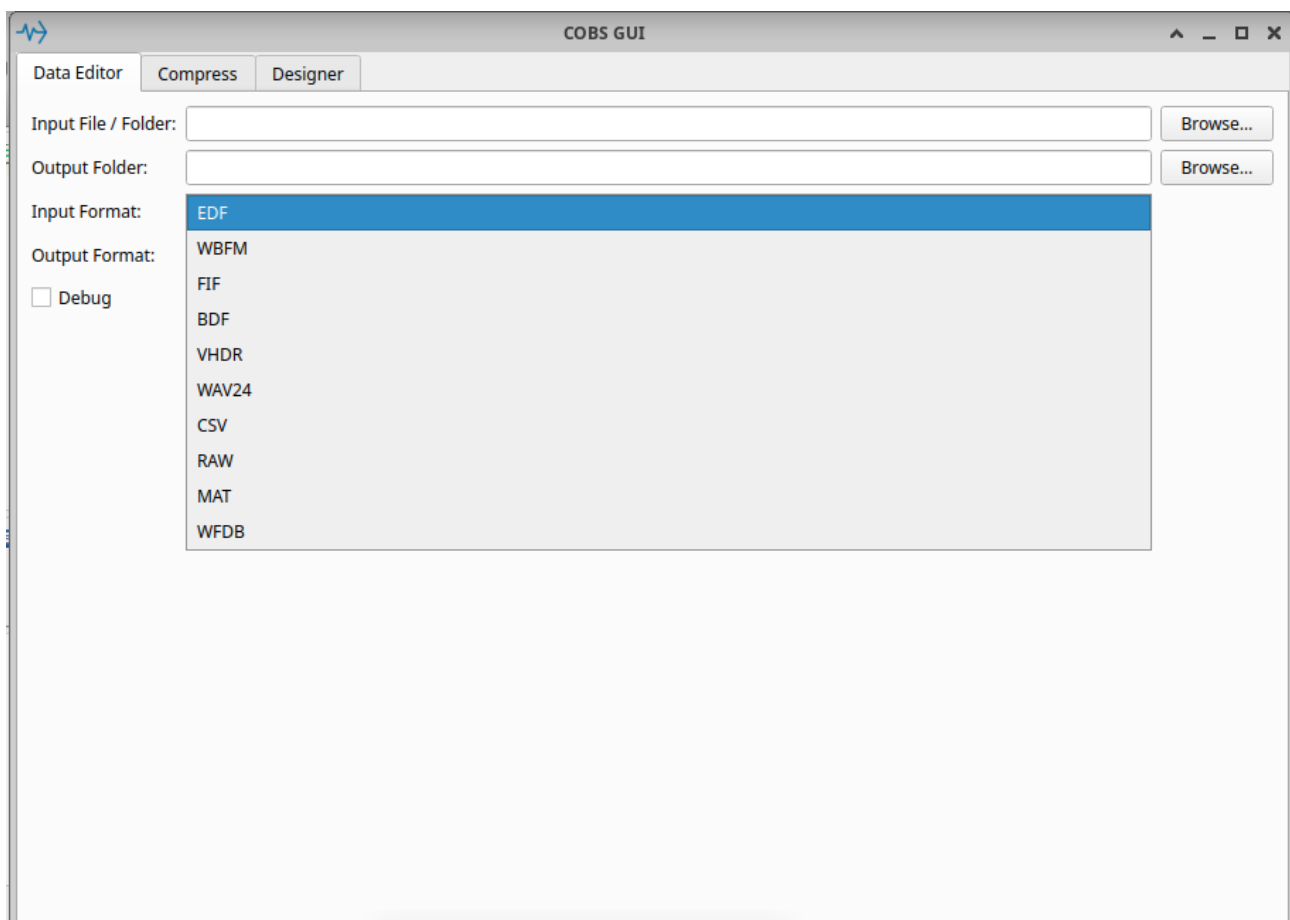 COBS GUI
Data Editor Compress Designer
Input File / Folder: Browse...
Output Folder: Browse...
Input Format: EDF
WBFM
Output Format:
FIF
Debug
BDF
VHDR
WAV24
CSV
RAW
MAT
WFDB